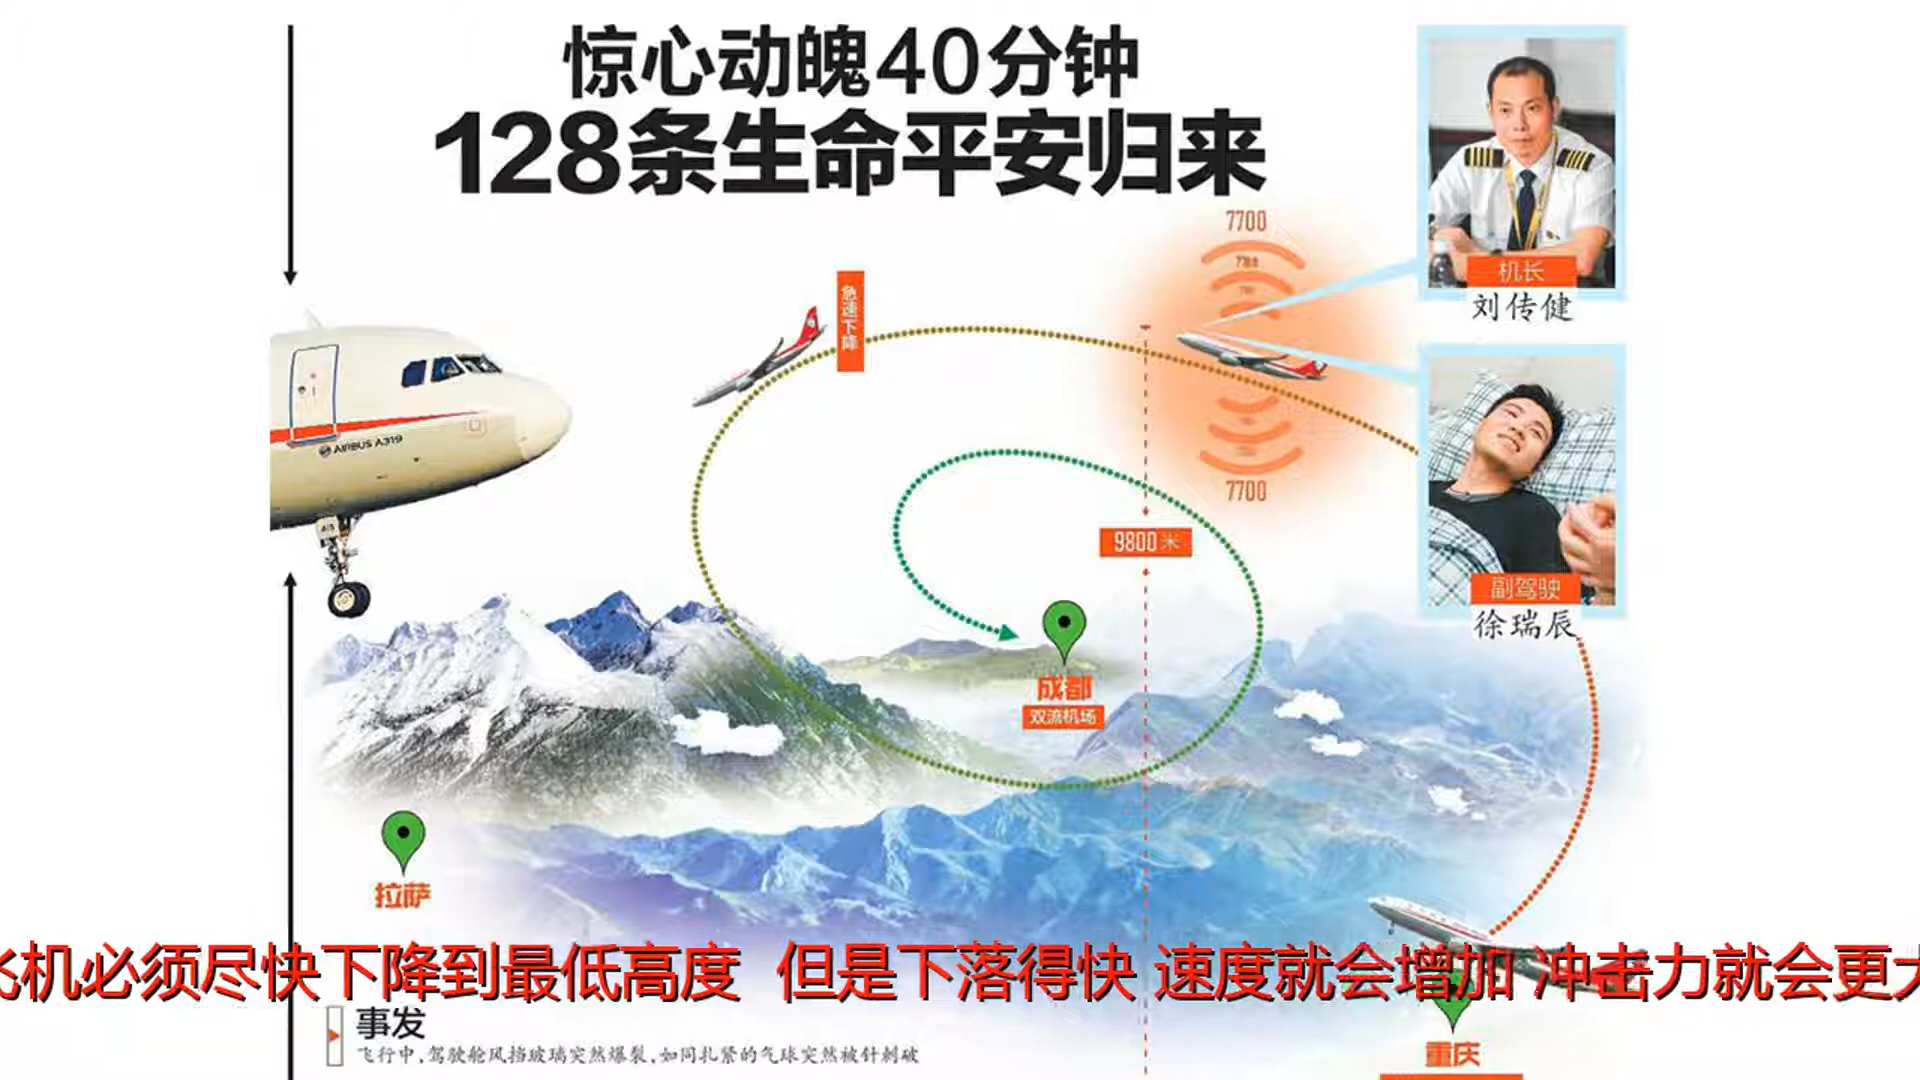 惊心动魄40分钟
128条生命平安归来
7700
7700
急速下降
机长
刘传健
AIRBUS A319
7700
9800米
副驾驶
徐瑞辰
成都
双流机场
拉萨
飞机必须尽快下降到最低高度 但是下落得快 速度就会增加 冲击力就会更大
事发
飞行中,驾驶舱风挡玻璃突然爆裂,如同扎紧的气球突然被针刺破
重庆